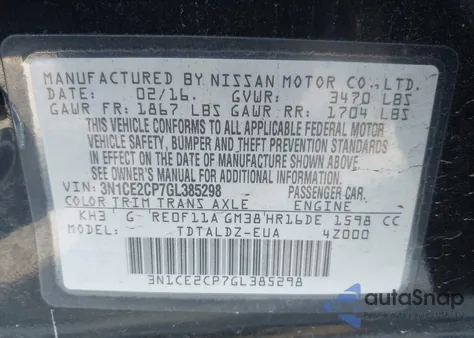 MANUFACTURED BY NISSAN MOTOR CO., LTD.
DATE: 02/16. GVWR: 3470 LBS
GAWR FR: 1867 LBS GAWR RR: 1704 LBS
THIS VEHICLE CONFORMS TO ALL APPLICABLE FEDERAL MOTOR
VEHICLE SAFETY, BUMPER AND THEFT PREVENTION STANDARDS
IN EFFECT ON THE DATE OF MANUFACTURE SHOWN ABOVE.
SEE OWNER'S MANUAL FOR ADDITIONAL INFORMATION.
VIN: 3N1CE2CP7GL385298 PASSENGER CAR.
COLOR TRIM TRANS AXLE ENGINE
KH3 G RE0F11A GM38 HR16DE 1598 CC
TDTALDZ-EUA 4Z000
3N1CE2CP7GL385298
autoSnap